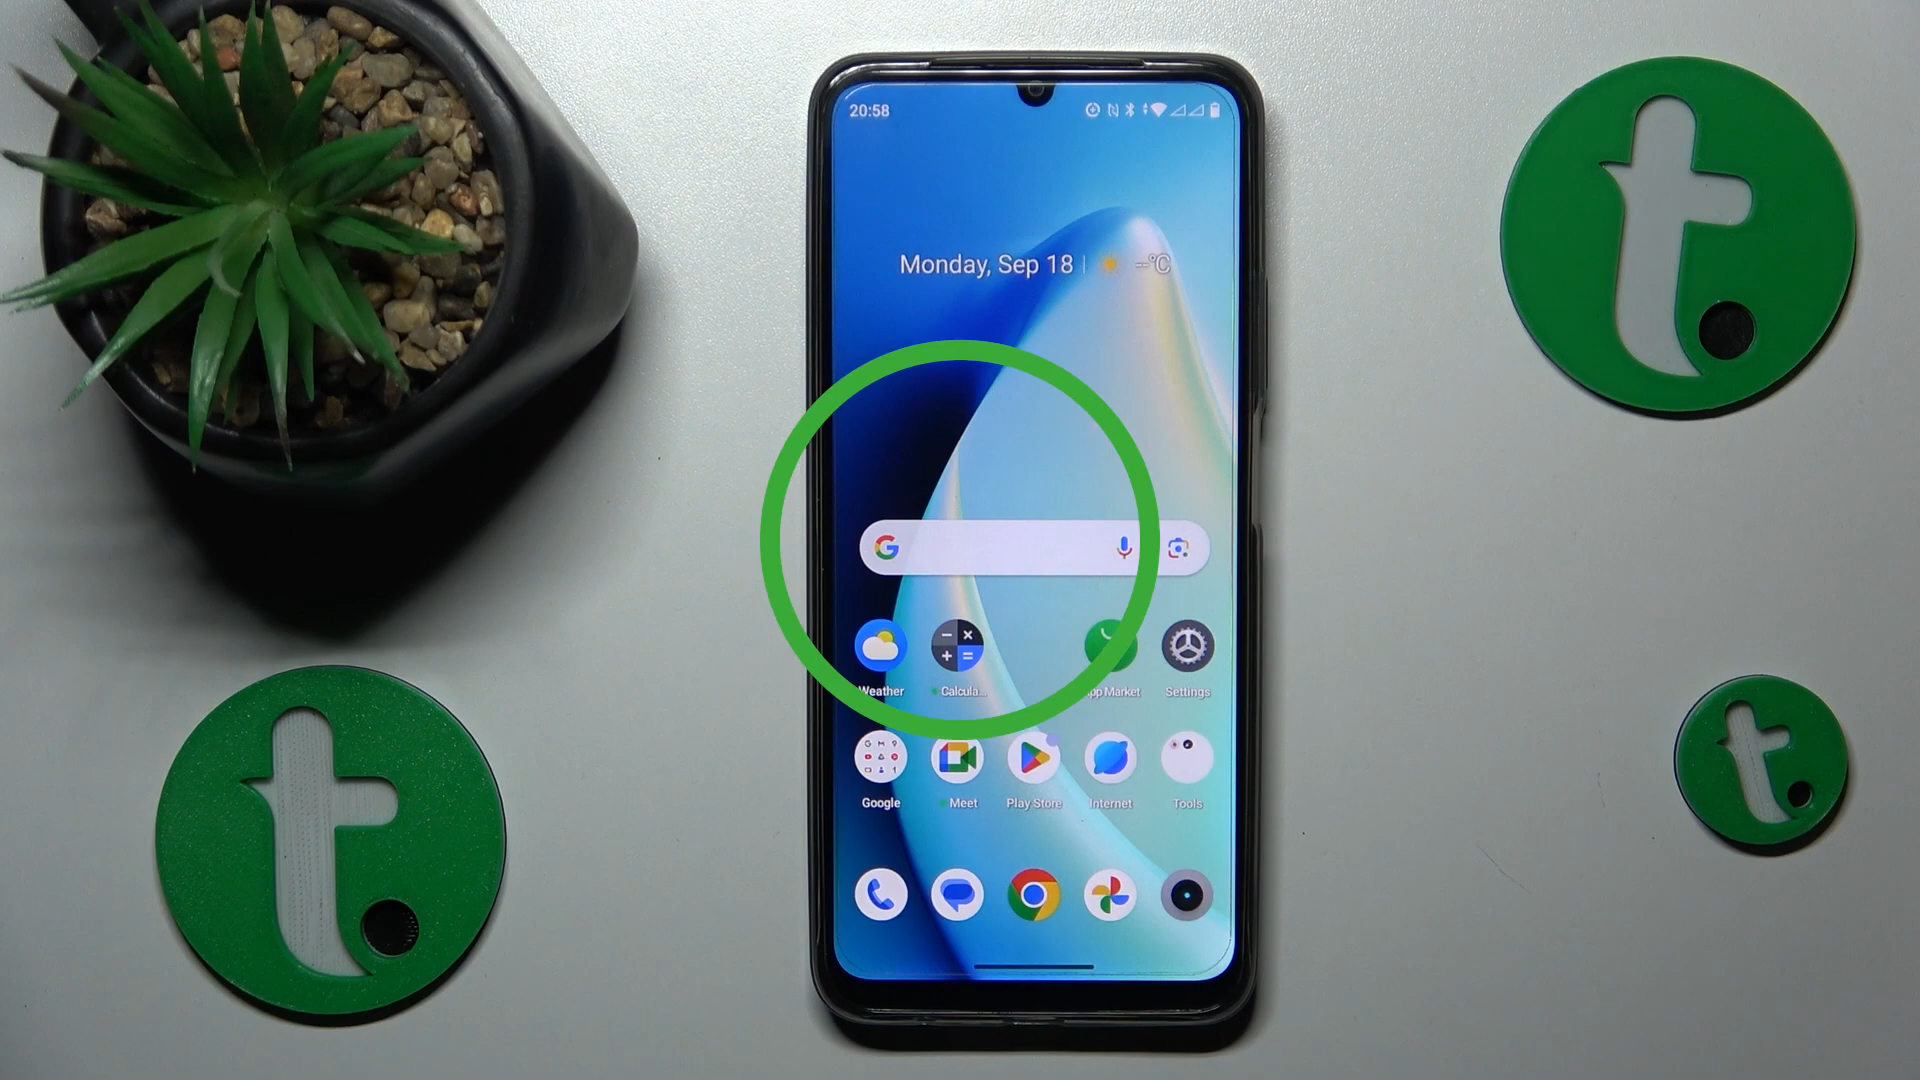 20:58
Monday, Sep 18 | --°C
G
Weather Calcula... pp Market Settings
Google Meet Play Store Internet Tools
t.
t.
t.